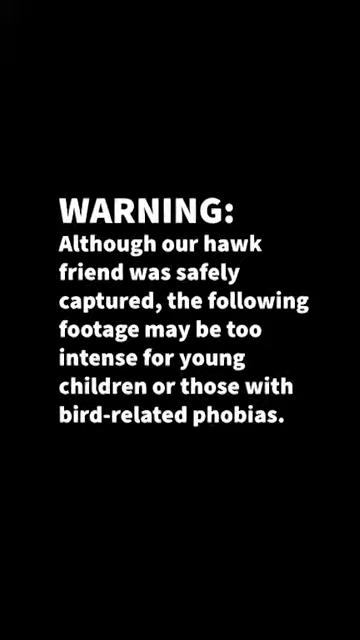 WARNING:
Although our hawk
friend was safely
captured, the following
footage may be too
intense for young
children or those with
bird-related phobias.